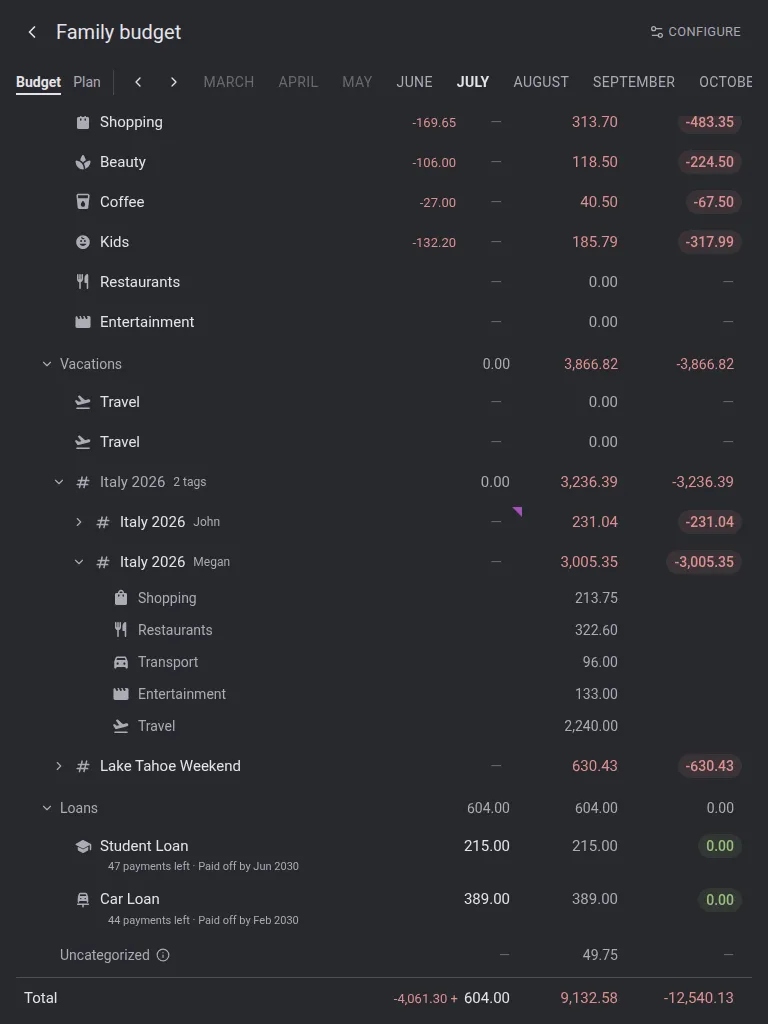 Family budget CONFIGURE
Budget Plan MARCH APRIL MAY JUNE JULY AUGUST SEPTEMBER OCTOBE
Shopping -169.65 — 313.70 -483.35
Beauty -106.00 — 118.50 -224.50
Coffee -27.00 — 40.50 -67.50
Kids -132.20 — 185.79 -317.99
Restaurants — 0.00 —
Entertainment — 0.00 —
Vacations 0.00 3,866.82 -3,866.82
Travel — 0.00 —
Travel — 0.00 —
# Italy 2026 2 tags 0.00 3,236.39 -3,236.39
# Italy 2026 John — 231.04 -231.04
# Italy 2026 Megan — 3,005.35 -3,005.35
Shopping 213.75
Restaurants 322.60
Transport 96.00
Entertainment 133.00
Travel 2,240.00
# Lake Tahoe Weekend — 630.43 -630.43
Loans 604.00 604.00 0.00
Student Loan 215.00 215.00 0.00
47 payments left · Paid off by Jun 2030
Car Loan 389.00 389.00 0.00
44 payments left · Paid off by Feb 2030
Uncategorized — 49.75 —
Total -4,061.30 + 604.00 9,132.58 -12,540.13